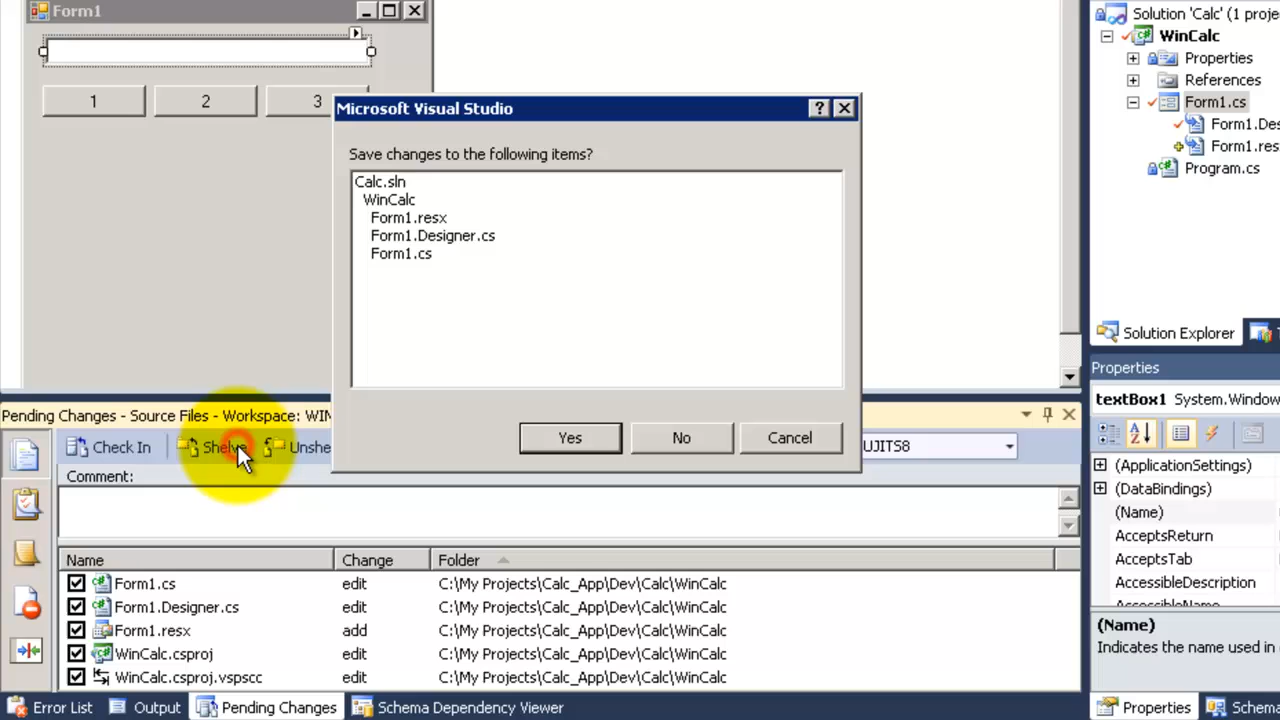 Form1
1
2
3
Microsoft Visual Studio
Save changes to the following items?
Calc.sln
WinCalc
Form1.resx
Form1.Designer.cs
Form1.cs
Yes
No
Cancel
Solution 'Calc' (1 proje
WinCalc
Properties
References
Form1.cs
Form1.De
Form1.res
Program.cs
Solution Explorer
Properties
textBox1 System.Window
(ApplicationSettings)
(DataBindings)
(Name)
AcceptsReturn
AcceptsTab
AccessibleDescription
AccessibleName
(Name)
Indicates the name used in
Pending Changes - Source Files - Workspace: WIN
Check In
Shelve
Unshe
UJITS8
Comment:
Name Change Folder
Form1.cs edit C:\My Projects\Calc_App\Dev\Calc\WinCalc
Form1.Designer.cs edit C:\My Projects\Calc_App\Dev\Calc\WinCalc
Form1.resx add C:\My Projects\Calc_App\Dev\Calc\WinCalc
WinCalc.csproj edit C:\My Projects\Calc_App\Dev\Calc\WinCalc
WinCalc.csproj.vspscc edit C:\My Projects\Calc_App\Dev\Calc\WinCalc
Error List
Output
Pending Changes
Schema Dependency Viewer
Properties
Schema